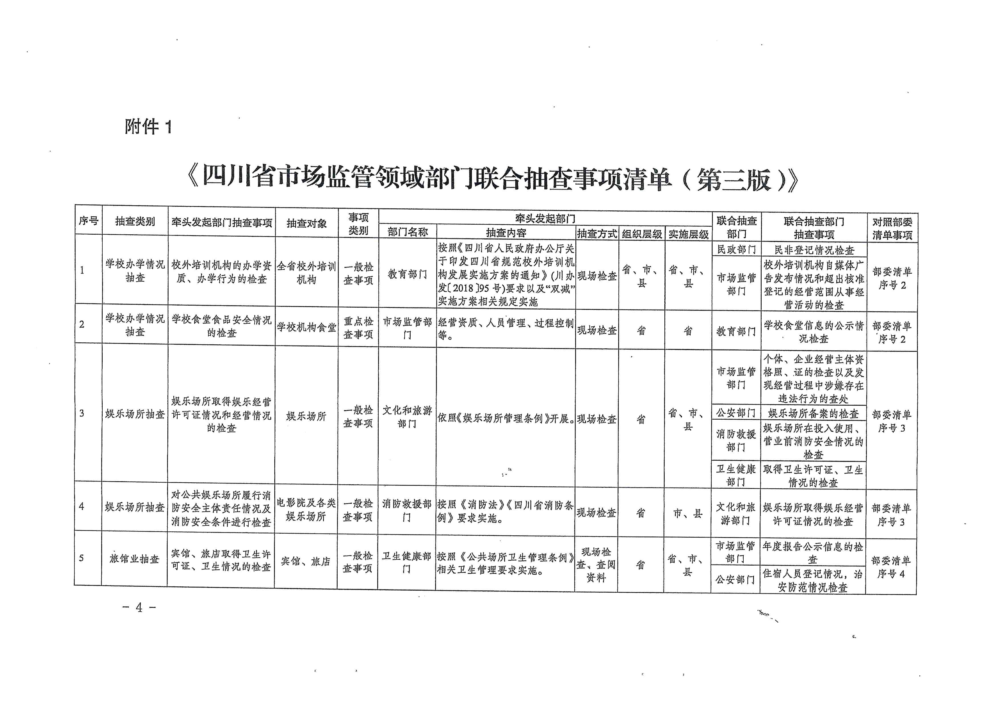 附件 1
《四川省市场监管领域部门联合抽查事项清单（第三版）》
序号
抽查类别
牵头发起部门抽查事项
抽查对象
事项
类别
牵头发起部门
部门名称
抽查内容
抽查方式
组织层级
实施层级
联合抽查
部门
联合抽查部门
抽查事项
对照部委
清单事项
1
学校办学情况
抽查
校外培训机构的办学资
质、办学行为的检查
全省校外培训
机构
一般检
查事项
教育部门
按照《四川省人民政府办公厅关
于印发四川省规范校外培训机
构发展实施方案的通知》(川办
发〔2018〕95 号)要求以及“双减”
实施方案相关规定实施
现场检查
省、市、
县
省、市、
县
民政部门
民非登记情况检查
市场监管
部门
校外培训机构自媒体广
告发布情况和超出核准
登记的经营范围从事经
营活动的检查
部委清单
序号 2
2
学校办学情况
抽查
学校食堂食品安全情况
的检查
学校机构食堂
重点检
查事项
市场监管部
门
经营资质、人员管理、过程控制
等。
现场检查
省
省
教育部门
学校食堂信息的公示情
况检查
部委清单
序号 2
3
娱乐场所抽查
娱乐场所取得娱乐经营
许可证情况和经营情况
的检查
娱乐场所
一般检
查事项
文化和旅游
部门
依照《娱乐场所管理条例》开展。
现场检查
省
省、市、
县
市场监管
部门
个体、企业经营主体资
格照、证的检查以及发
现经营过程中涉嫌存在
违法行为的查处
公安部门
娱乐场所备案的检查
消防救援
部门
娱乐场所在投入使用、
营业前消防安全情况的
检查
卫生健康
部门
取得卫生许可证、卫生
情况的检查
部委清单
序号 3
4
娱乐场所抽查
对公共娱乐场所履行消
防安全主体责任情况及
消防安全条件进行检查
电影院及各类
娱乐场所
一般检
查事项
消防救援部
门
按照《消防法》《四川省消防条
例》要求实施。
现场检查
省
市、县
文化和旅
游部门
娱乐场所取得娱乐经营
许可证情况的检查
部委清单
序号 3
5
旅馆业抽查
宾馆、旅店取得卫生许
可证、卫生情况的检查
宾馆、旅店
一般检
查事项
卫生健康部
门
按照《公共场所卫生管理条例》
相关卫生管理要求实施。
现场检
查、查阅
资料
省
省、市、
县
市场监管
部门
年度报告公示信息的检
查
公安部门
住宿人员登记情况，治
安防范情况检查
部委清单
序号 4
- 4 -